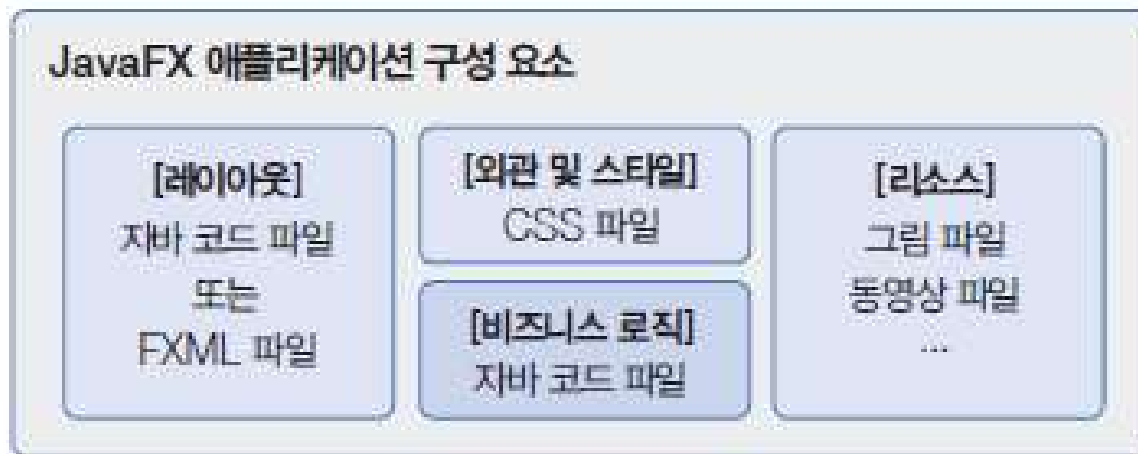 JavaFX 애플리케이션 구성 요소
[레이아웃]
자바 코드 파일
또는
FXML 파일
[외관 및 스타일]
CSS 파일
[비즈니스 로직]
자바 코드 파일
[리소스]
그림 파일
동영상 파일
...